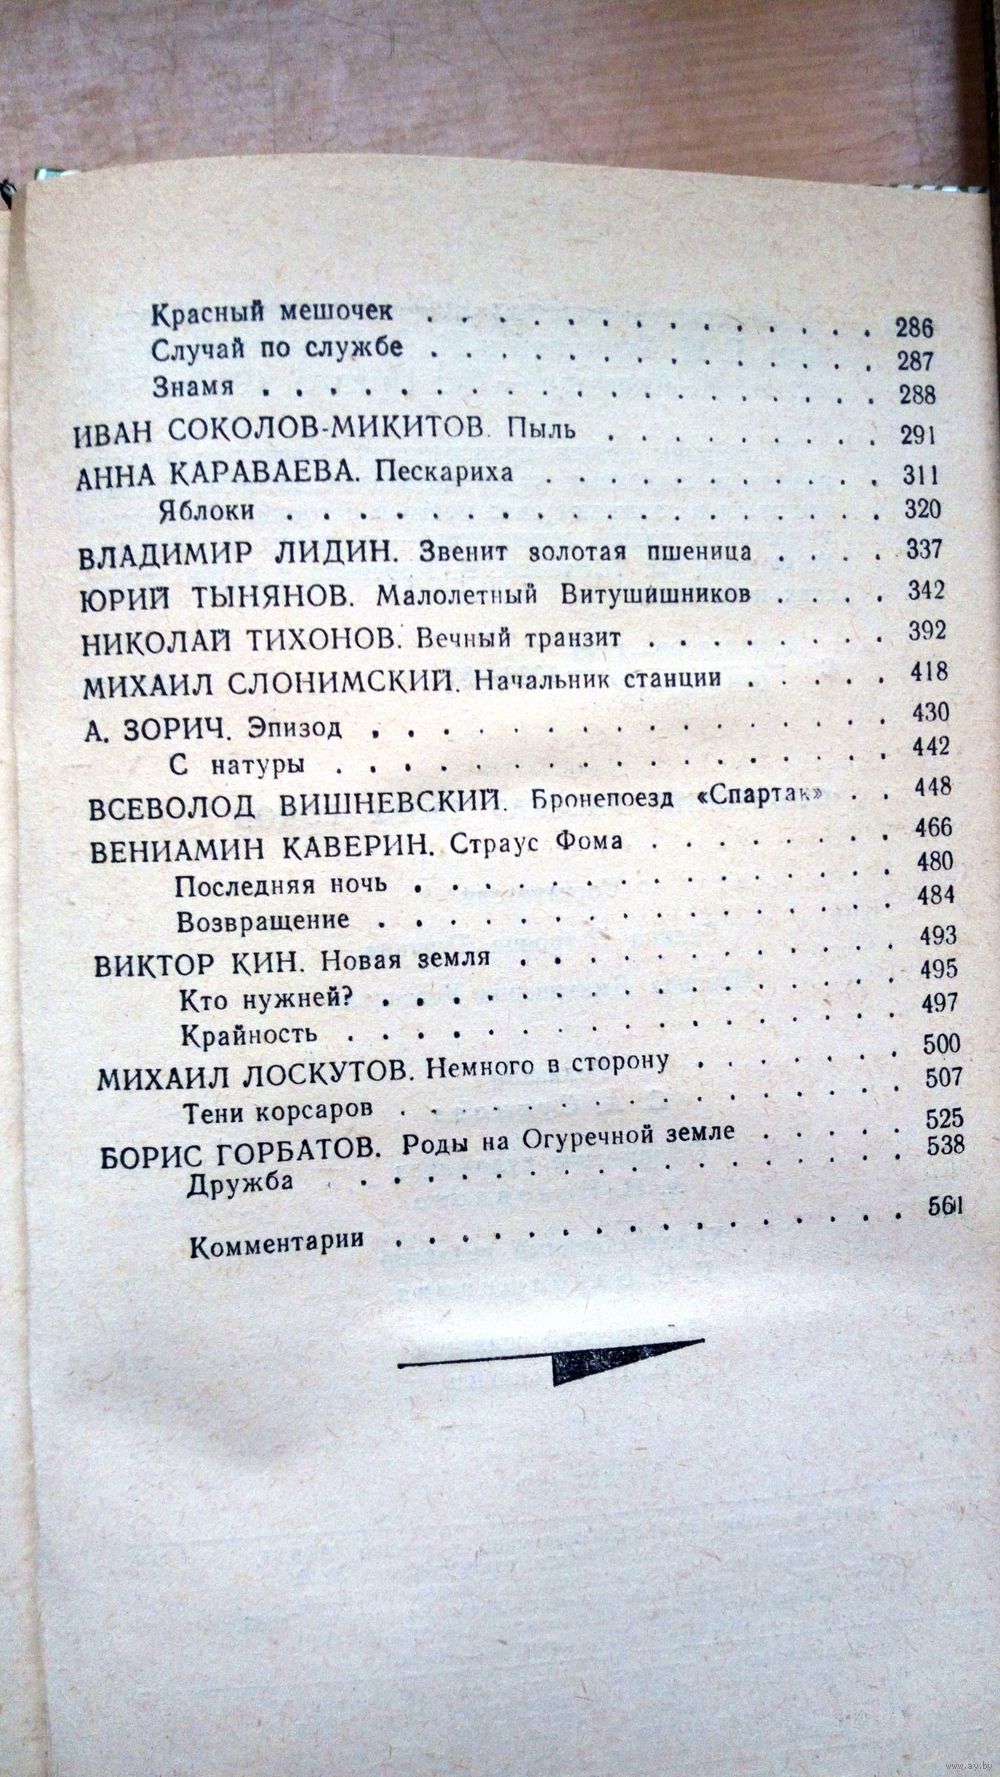 Красный мешочек . . . . . . . . . . . . . . 286
Случай по службе . . . . . . . . . . . . . 287
Знамя . . . . . . . . . . . . . . . . . . 288
ИВАН СОКОЛОВ-МИКИТОВ. Пыль . . . . . . . . . 291
АННА КАРАВАЕВА. Пескариха . . . . . . . . . . . 311
Яблоки . . . . . . . . . . . . . . . . . 320
ВЛАДИМИР ЛИДИН. Звенит золотая пшеница . . . . 337
ЮРИЙ ТЫНЯНОВ. Малолетный Витушишников . . . . 342
НИКОЛАЙ ТИХОНОВ. Вечный транзит . . . . . . . . 392
МИХАИЛ СЛОНИМСКИЙ. Начальник станции . . . . . 418
А. ЗОРИЧ. Эпизод . . . . . . . . . . . . . . . 430
С натуры . . . . . . . . . . . . . . . . . 442
ВСЕВОЛОД ВИШНЕВСКИЙ. Бронепоезд «Спартак» . . 448
ВЕНИАМИН КАВЕРИН. Страус Фома . . . . . . . . 466
Последняя ночь . . . . . . . . . . . . . . 480
Возвращение . . . . . . . . . . . . . . . 484
ВИКТОР КИН. Новая земля . . . . . . . . . . . 493
Кто нужней? . . . . . . . . . . . . . . . 495
Крайность . . . . . . . . . . . . . . . . 497
МИХАИЛ ЛОСКУТОВ. Немного в сторону . . . . . . . 500
Тени корсаров . . . . . . . . . . . . . . . 507
БОРИС ГОРБАТОВ. Роды на Огуречной земле . . . . . 525
Дружба . . . . . . . . . . . . . . . . 538
Комментарии . . . . . . . . . . . . . . . 561
www.ay.by